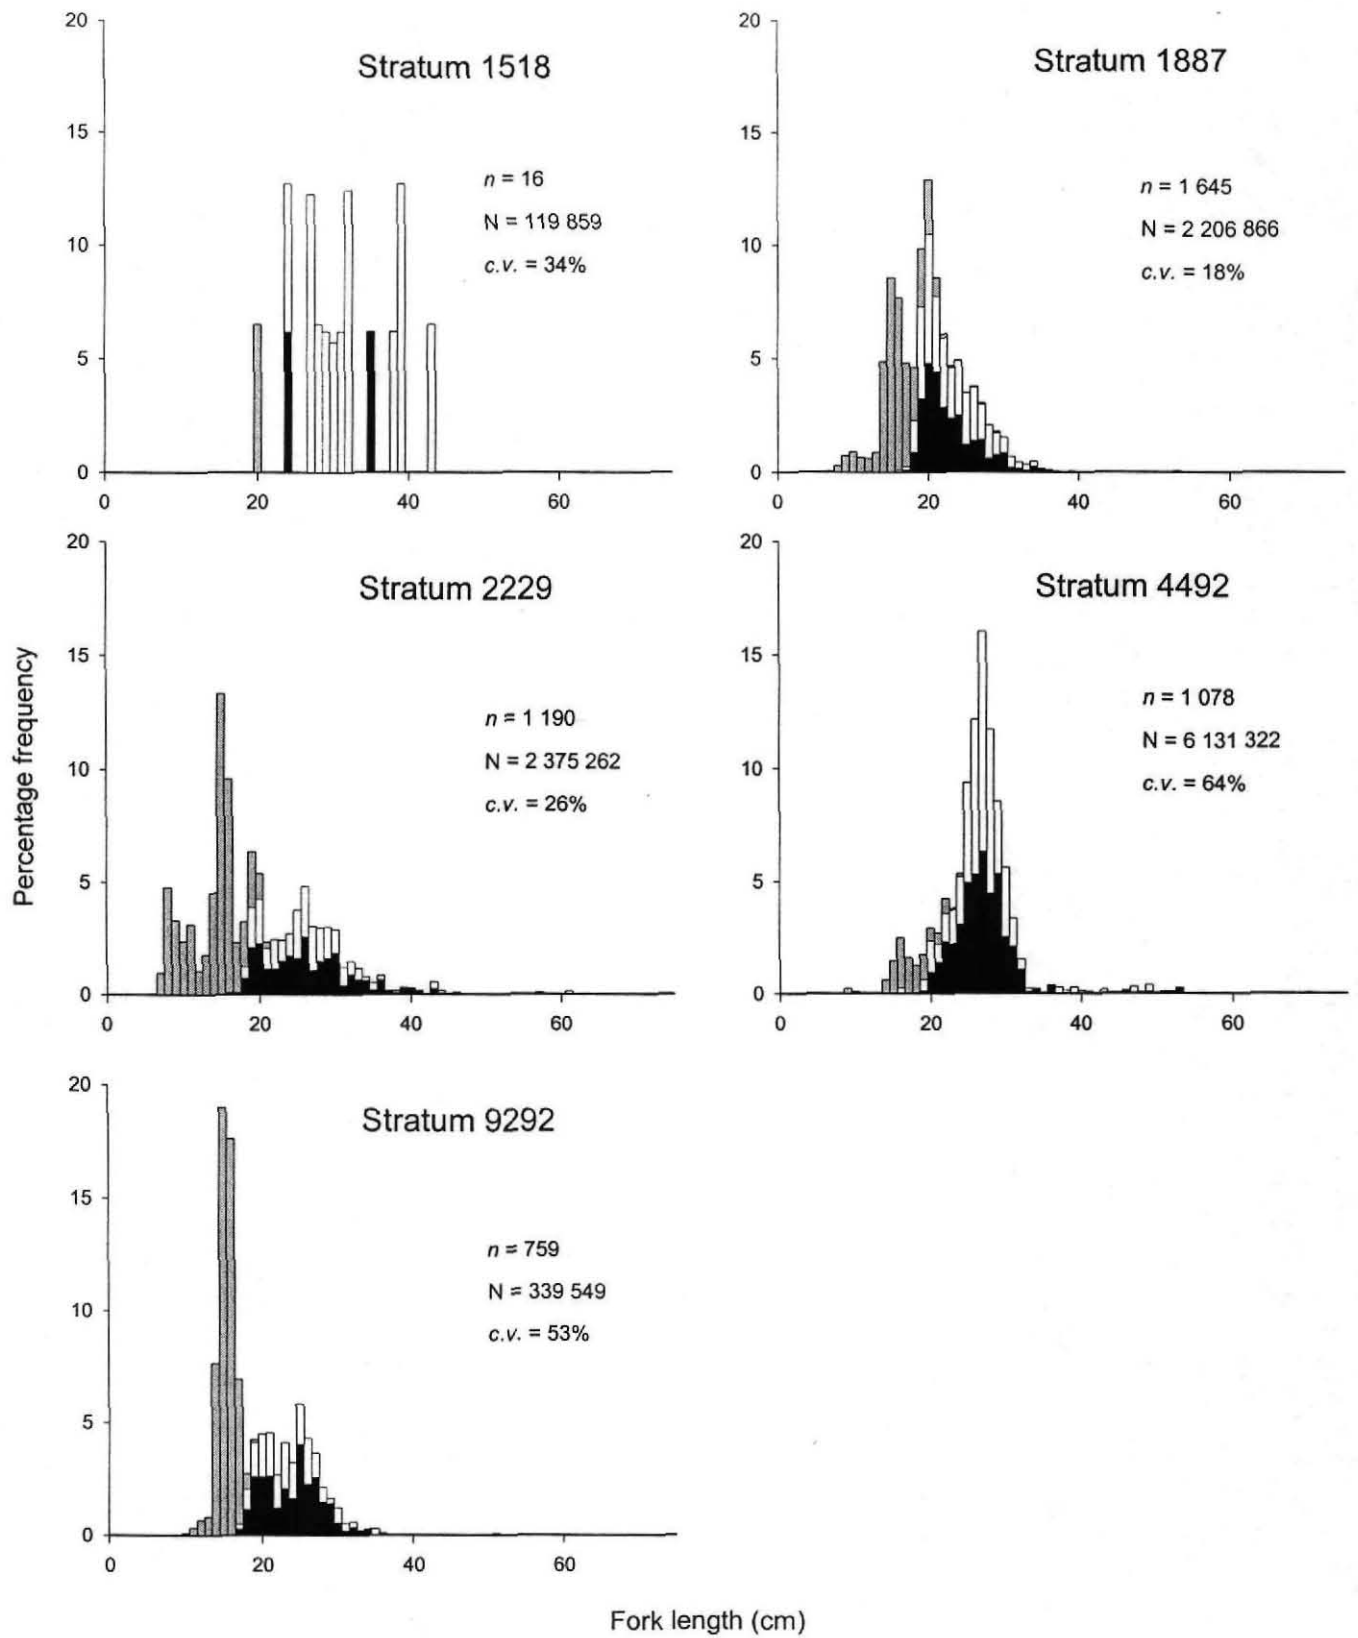 20
15
10
5
0
0 20 40 60
Stratum 1518
n = 16
N = 119 859
c.v. = 34%
20
15
10
5
0
0 20 40 60
Stratum 1887
n = 1 645
N = 2 206 866
c.v. = 18%
Percentage frequency
20
15
10
5
0
0 20 40 60
Stratum 2229
n = 1 190
N = 2 375 262
c.v. = 26%
20
15
10
5
0
0 20 40 60
Stratum 4492
n = 1 078
N = 6 131 322
c.v. = 64%
20
15
10
5
0
0 20 40 60
Stratum 9292
n = 759
N = 339 549
c.v. = 53%
Fork length (cm)